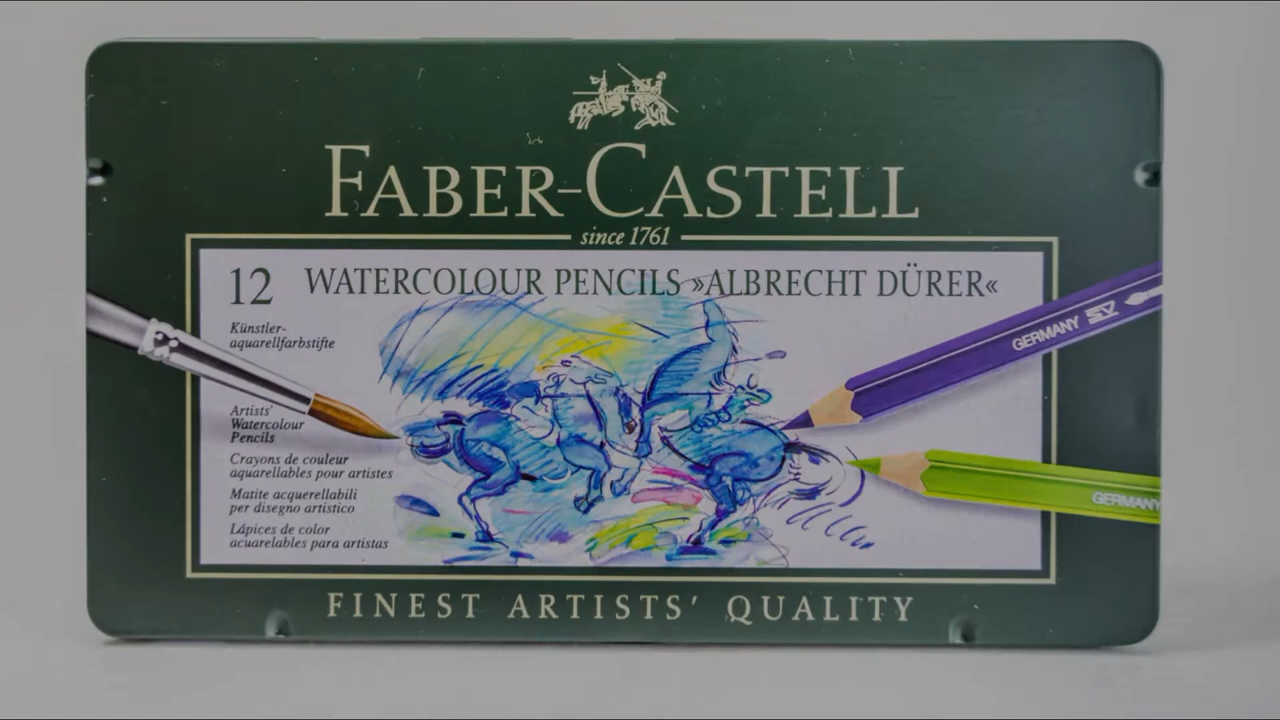 FABER-CASTELL
since 1761
12 WATERCOLOUR PENCILS »ALBRECHT DÜRER«
Künstler-
aquarellfarbstifte
Artists'
Watercolour
Pencils
Crayons de couleur
aquarellables pour artistes
Matite acquerellabili
per disegno artistico
Lápices de color
acuarelables para artistas
GERMANY SV
GERMANY
FINEST ARTISTS' QUALITY